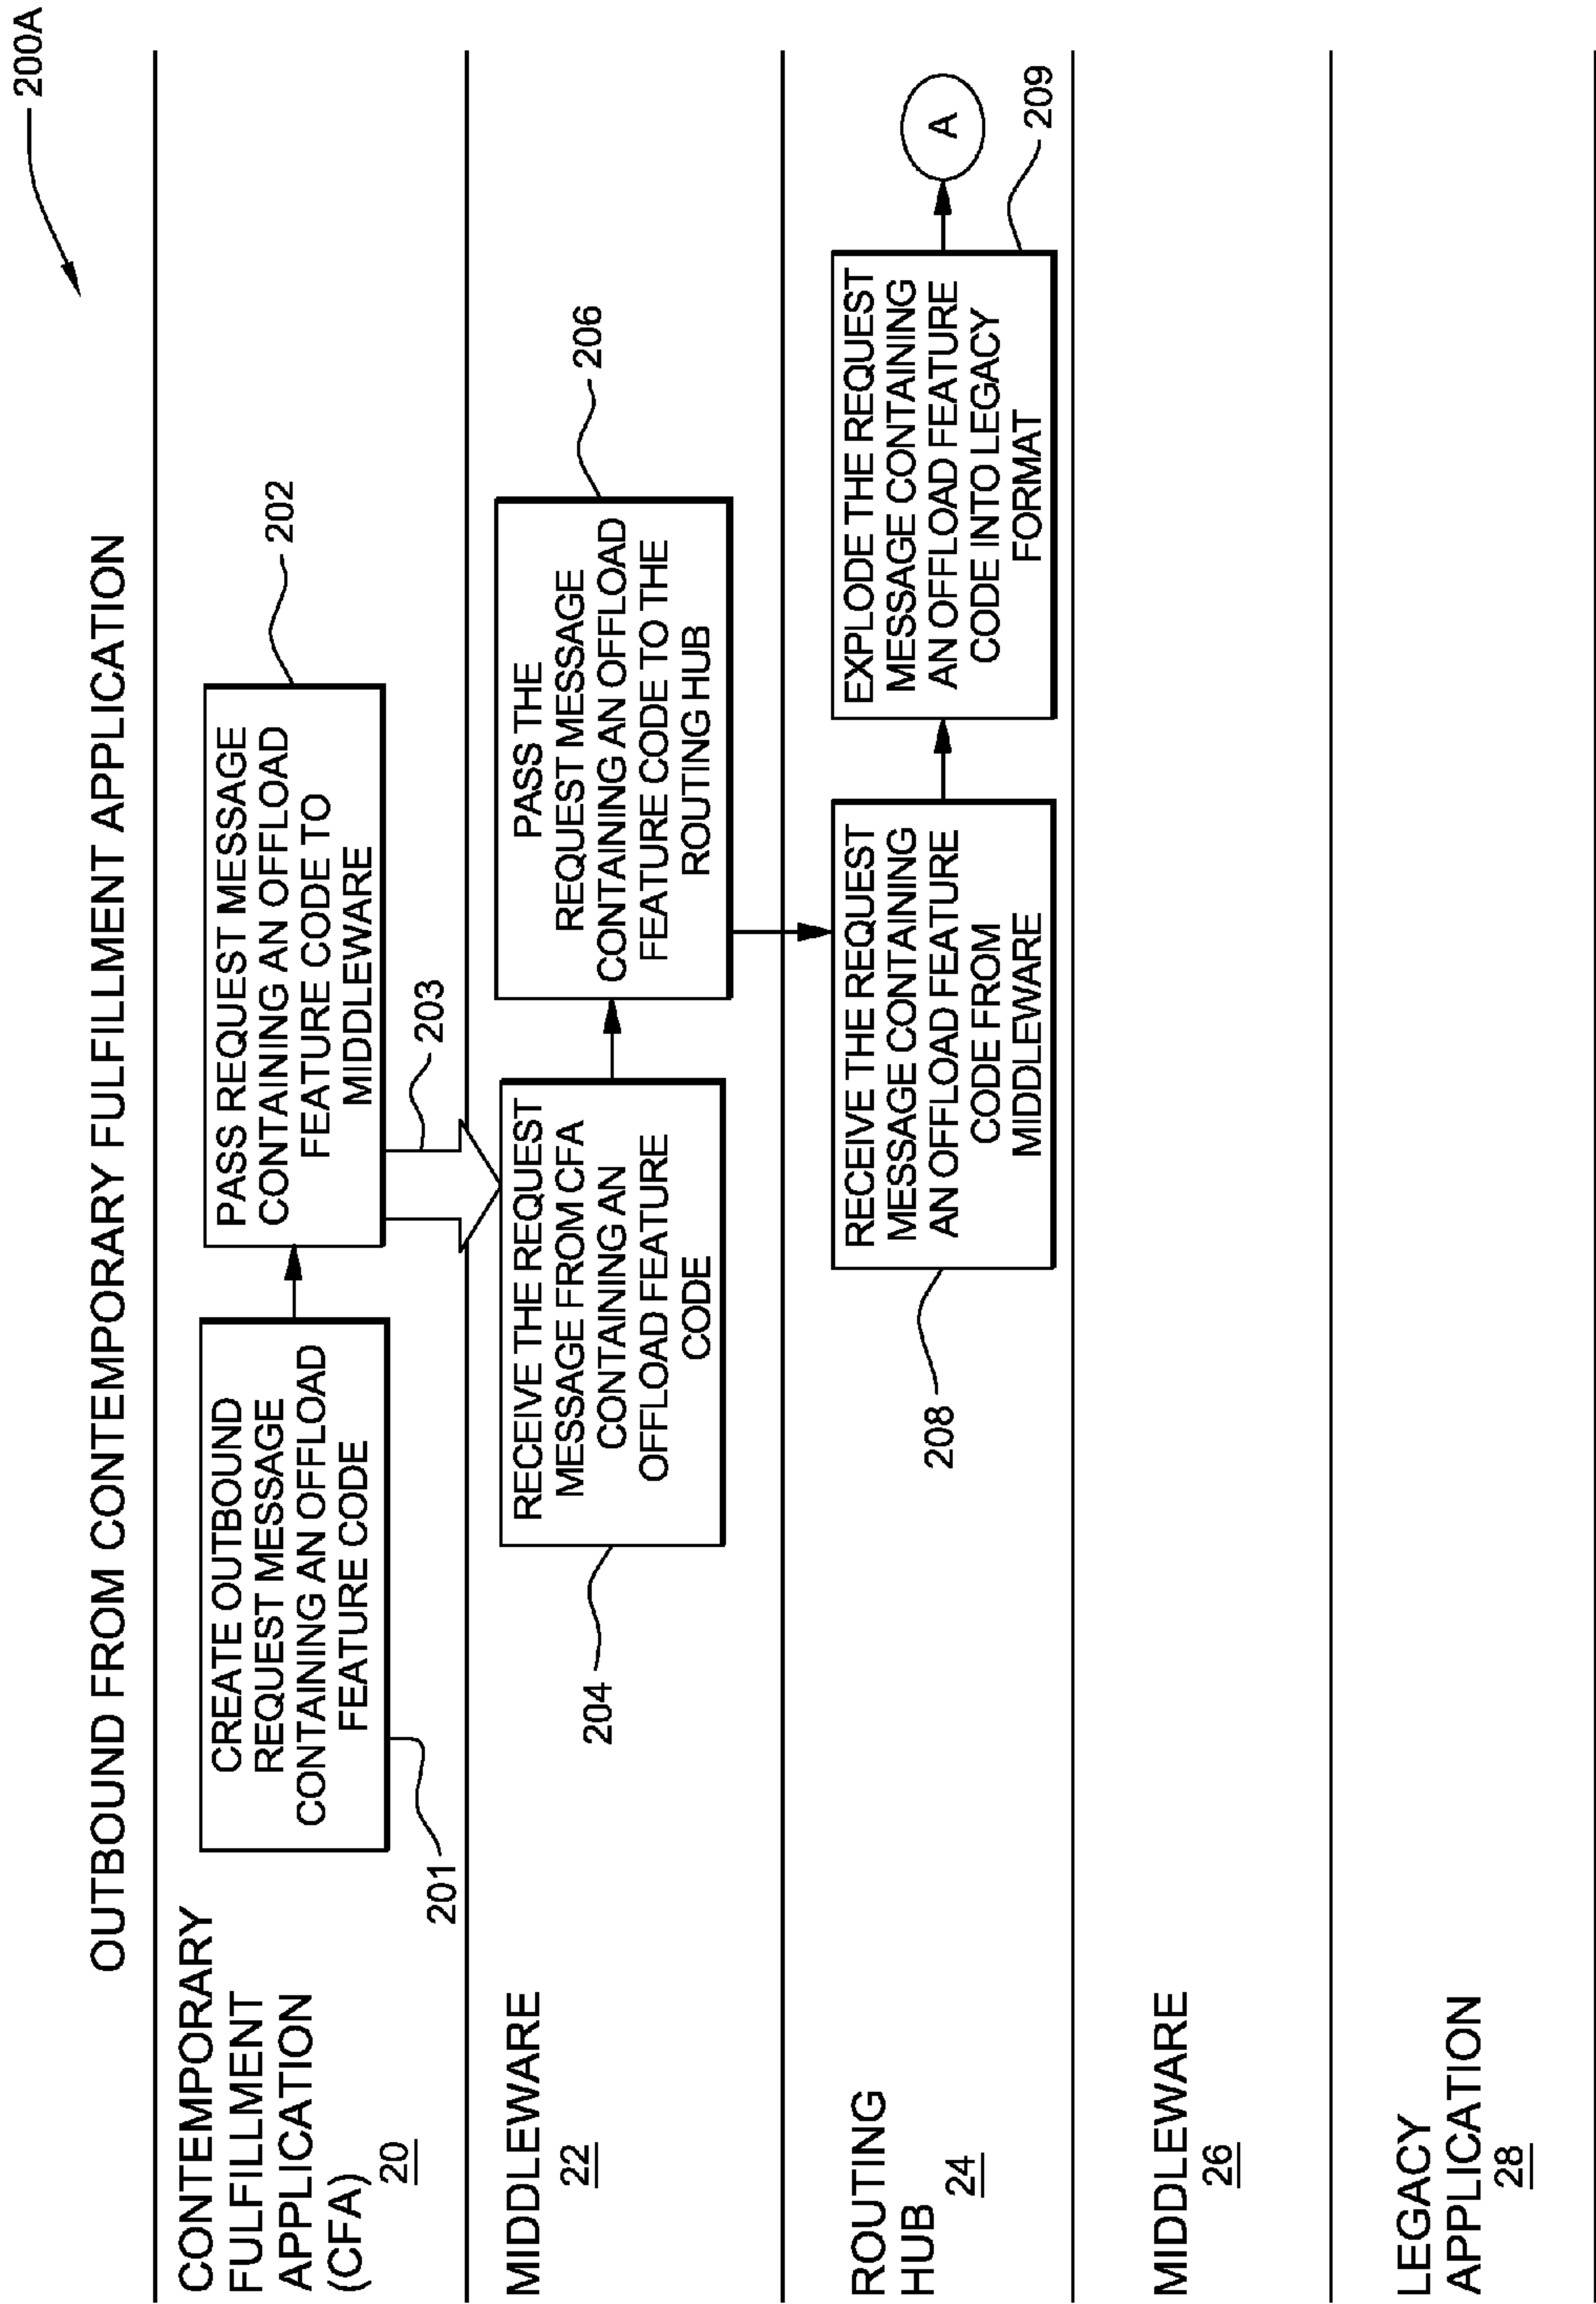 200A
OUTBOUND FROM CONTEMPORARY FULFILLMENT APPLICATION
CONTEMPORARY
FULFILLMENT
APPLICATION
(CFA)
20
CREATE OUTBOUND
REQUEST MESSAGE
CONTAINING AN OFFLOAD
FEATURE CODE
201
PASS REQUEST MESSAGE
CONTAINING AN OFFLOAD
FEATURE CODE TO
MIDDLEWARE
202
203
MIDDLEWARE
22
RECEIVE THE REQUEST
MESSAGE FROM CFA
CONTAINING AN
OFFLOAD FEATURE
CODE
204
PASS THE
REQUEST MESSAGE
CONTAINING AN OFFLOAD
FEATURE CODE TO THE
ROUTING HUB
206
ROUTING
HUB
24
RECEIVE THE REQUEST
MESSAGE CONTAINING
AN OFFLOAD FEATURE
CODE FROM
MIDDLEWARE
208
EXPLODE THE REQUEST
MESSAGE CONTAINING
AN OFFLOAD FEATURE
CODE INTO LEGACY
FORMAT
209
A
MIDDLEWARE
26
LEGACY
APPLICATION
28